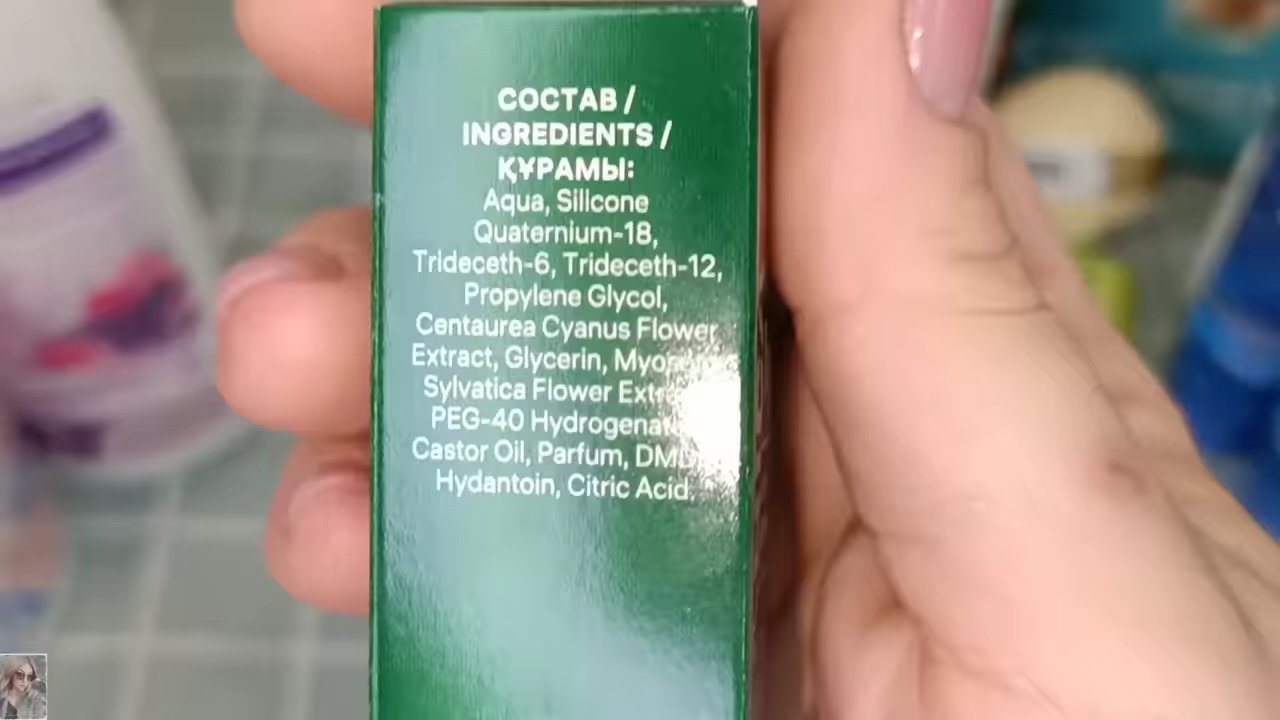 СОСТАВ /
INGREDIENTS /
ҚҰРАМЫ:
Aqua, Silicone
Quaternium-18,
Trideceth-6, Trideceth-12,
Propylene Glycol,
Centaurea Cyanus Flower
Extract, Glycerin,
Sylvatica Flower
PEG-40
Castor Oil, Parfum,
Hydantoin, Citric Acid.